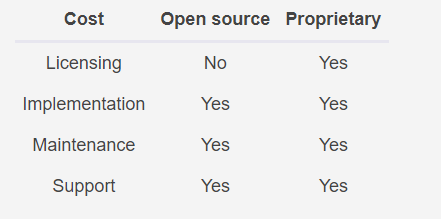 Cost Open source Proprietary
Licensing No Yes
Implementation Yes Yes
Maintenance Yes Yes
Support Yes Yes